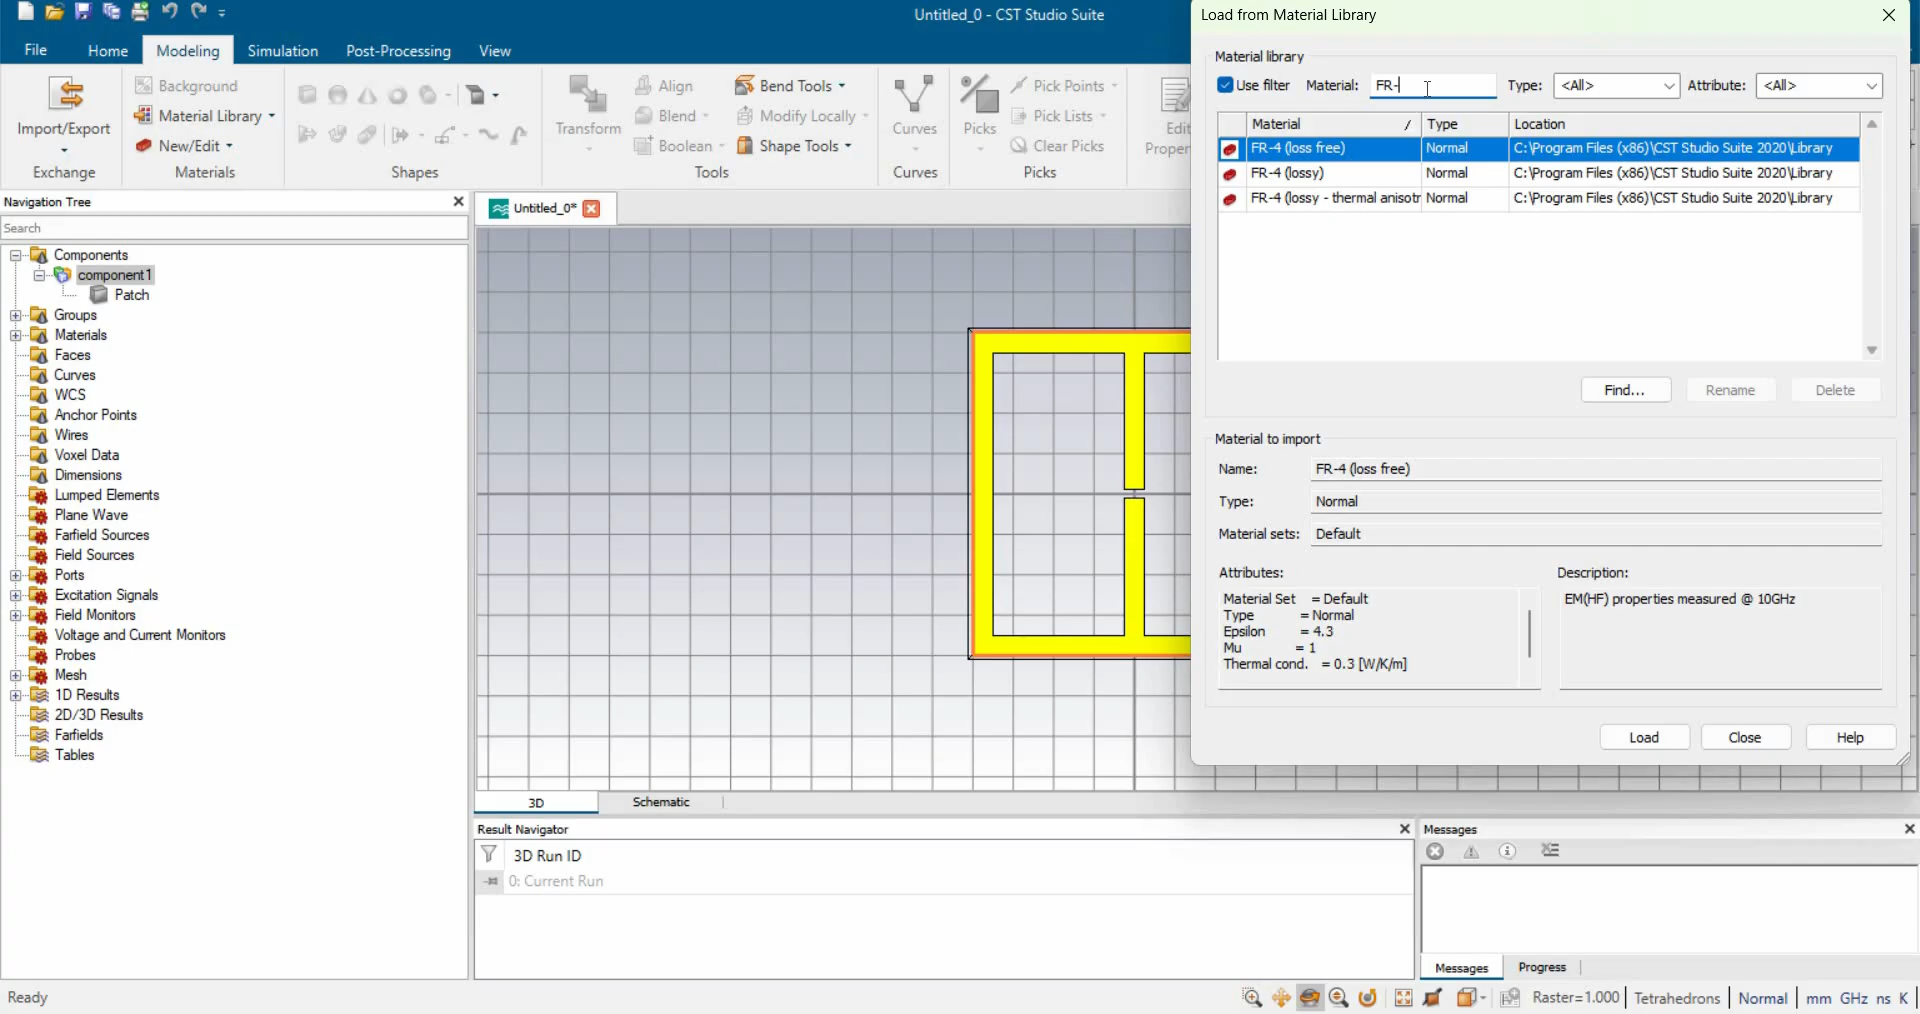 Untitled_0 - CST Studio Suite
File Home Modeling Simulation Post-Processing View
Import/Export
Exchange
Background
Material Library
New/Edit
Materials
Shapes
Transform
Align
Blend
Boolean
Bend Tools
Modify Locally
Shape Tools
Tools
Curves
Curves
Picks
Pick Points
Pick Lists
Clear Picks
Picks
Edit
Proper
Navigation Tree
Search
Components
component1
Patch
Groups
Materials
Faces
Curves
WCS
Anchor Points
Wires
Voxel Data
Dimensions
Lumped Elements
Plane Wave
Farfield Sources
Field Sources
Ports
Excitation Signals
Field Monitors
Voltage and Current Monitors
Probes
Mesh
1D Results
2D/3D Results
Farfields
Tables
Untitled_0*
Load from Material Library
Material library
Use filter Material: FR- Type: <All> Attribute: <All>
Material / Type Location
FR-4 (loss free) Normal C:\Program Files (x86)\CST Studio Suite 2020\Library
FR-4 (lossy) Normal C:\Program Files (x86)\CST Studio Suite 2020\Library
FR-4 (lossy - thermal anisotr Normal C:\Program Files (x86)\CST Studio Suite 2020\Library
Find... Rename Delete
Material to import
Name: FR-4 (loss free)
Type: Normal
Material sets: Default
Attributes:
Material Set = Default
Type = Normal
Epsilon = 4.3
Mu = 1
Thermal cond. = 0.3 [W/K/m]
Description:
EM(HF) properties measured @ 10GHz
Load Close Help
3D Schematic
Result Navigator
3D Run ID
0: Current Run
Messages
Messages Progress
Ready
Raster=1.000 Tetrahedrons Normal mm GHz ns K